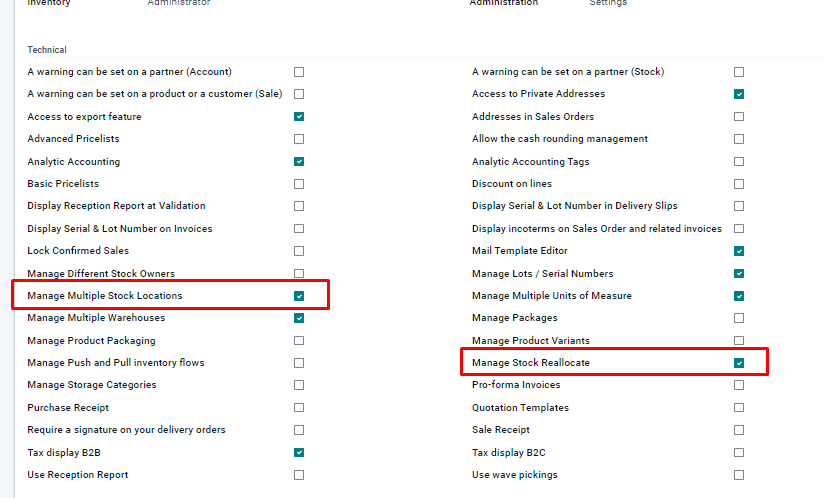 Inventory Administrator Administration Settings
Technical
A warning can be set on a partner (Account) A warning can be set on a partner (Stock)
A warning can be set on a product or a customer (Sale) Access to Private Addresses
Access to export feature Addresses in Sales Orders
Advanced Pricelists Allow the cash rounding management
Analytic Accounting Analytic Accounting Tags
Basic Pricelists Discount on lines
Display Reception Report at Validation Display Serial & Lot Number in Delivery Slips
Display Serial & Lot Number on Invoices Display incoterms on Sales Order and related invoices
Lock Confirmed Sales Mail Template Editor
Manage Different Stock Owners Manage Lots / Serial Numbers
Manage Multiple Stock Locations Manage Multiple Units of Measure
Manage Multiple Warehouses Manage Packages
Manage Product Packaging Manage Product Variants
Manage Push and Pull inventory flows Manage Stock Reallocate
Manage Storage Categories Pro-forma Invoices
Purchase Receipt Quotation Templates
Require a signature on your delivery orders Sale Receipt
Tax display B2B Tax display B2C
Use Reception Report Use wave pickings